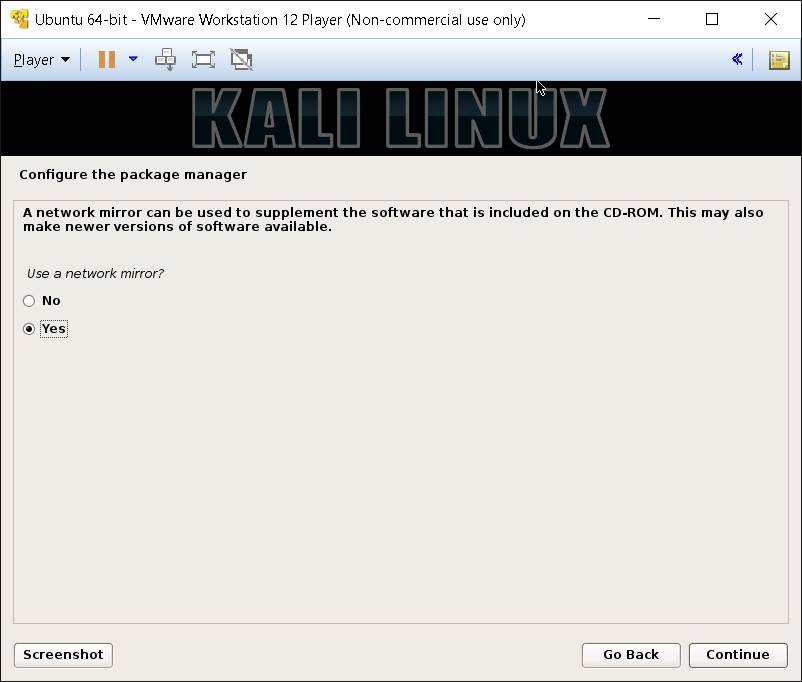 Ubuntu 64-bit - VMware Workstation 12 Player (Non-commercial use only)
Player
KALI LINUX
Configure the package manager
A network mirror can be used to supplement the software that is included on the CD-ROM. This may also
make newer versions of software available.
Use a network mirror?
No
Yes
Screenshot
Go Back
Continue